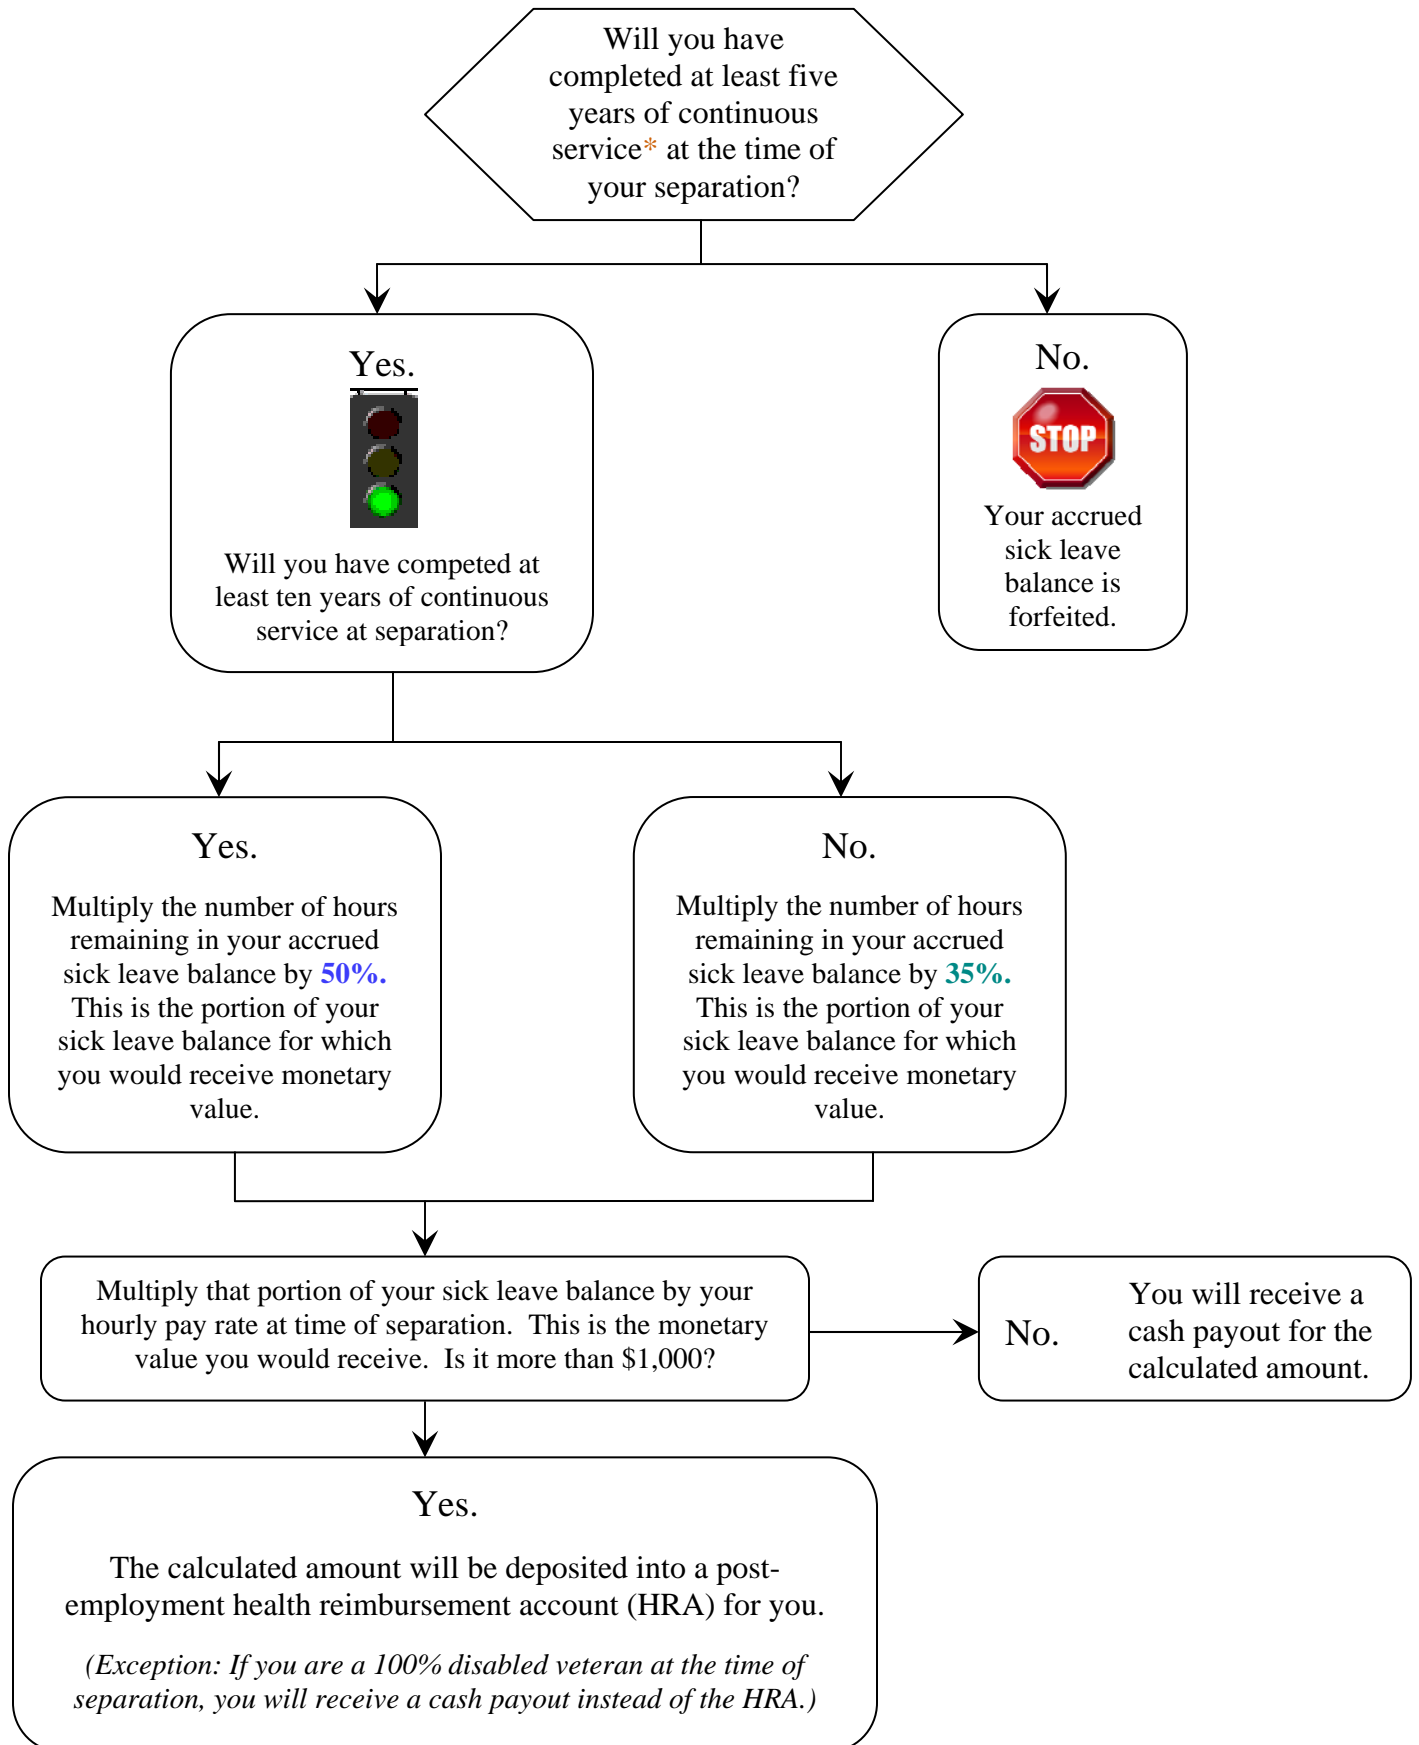 Will you have
completed at least five
years of continuous
service* at the time of
your separation?
Yes.
Will you have competed at
least ten years of continuous
service at separation?
No.
STOP
Your accrued
sick leave
balance is
forfeited.
Yes.
Multiply the number of hours
remaining in your accrued
sick leave balance by 50%.
This is the portion of your
sick leave balance for which
you would receive monetary
value.
No.
Multiply the number of hours
remaining in your accrued
sick leave balance by 35%.
This is the portion of your
sick leave balance for which
you would receive monetary
value.
Multiply that portion of your sick leave balance by your
hourly pay rate at time of separation.  This is the monetary
value you would receive.  Is it more than $1,000?
No.
You will receive a
cash payout for the
calculated amount.
Yes.
The calculated amount will be deposited into a post-
employment health reimbursement account (HRA) for you.
(Exception: If you are a 100% disabled veteran at the time of
separation, you will receive a cash payout instead of the HRA.)